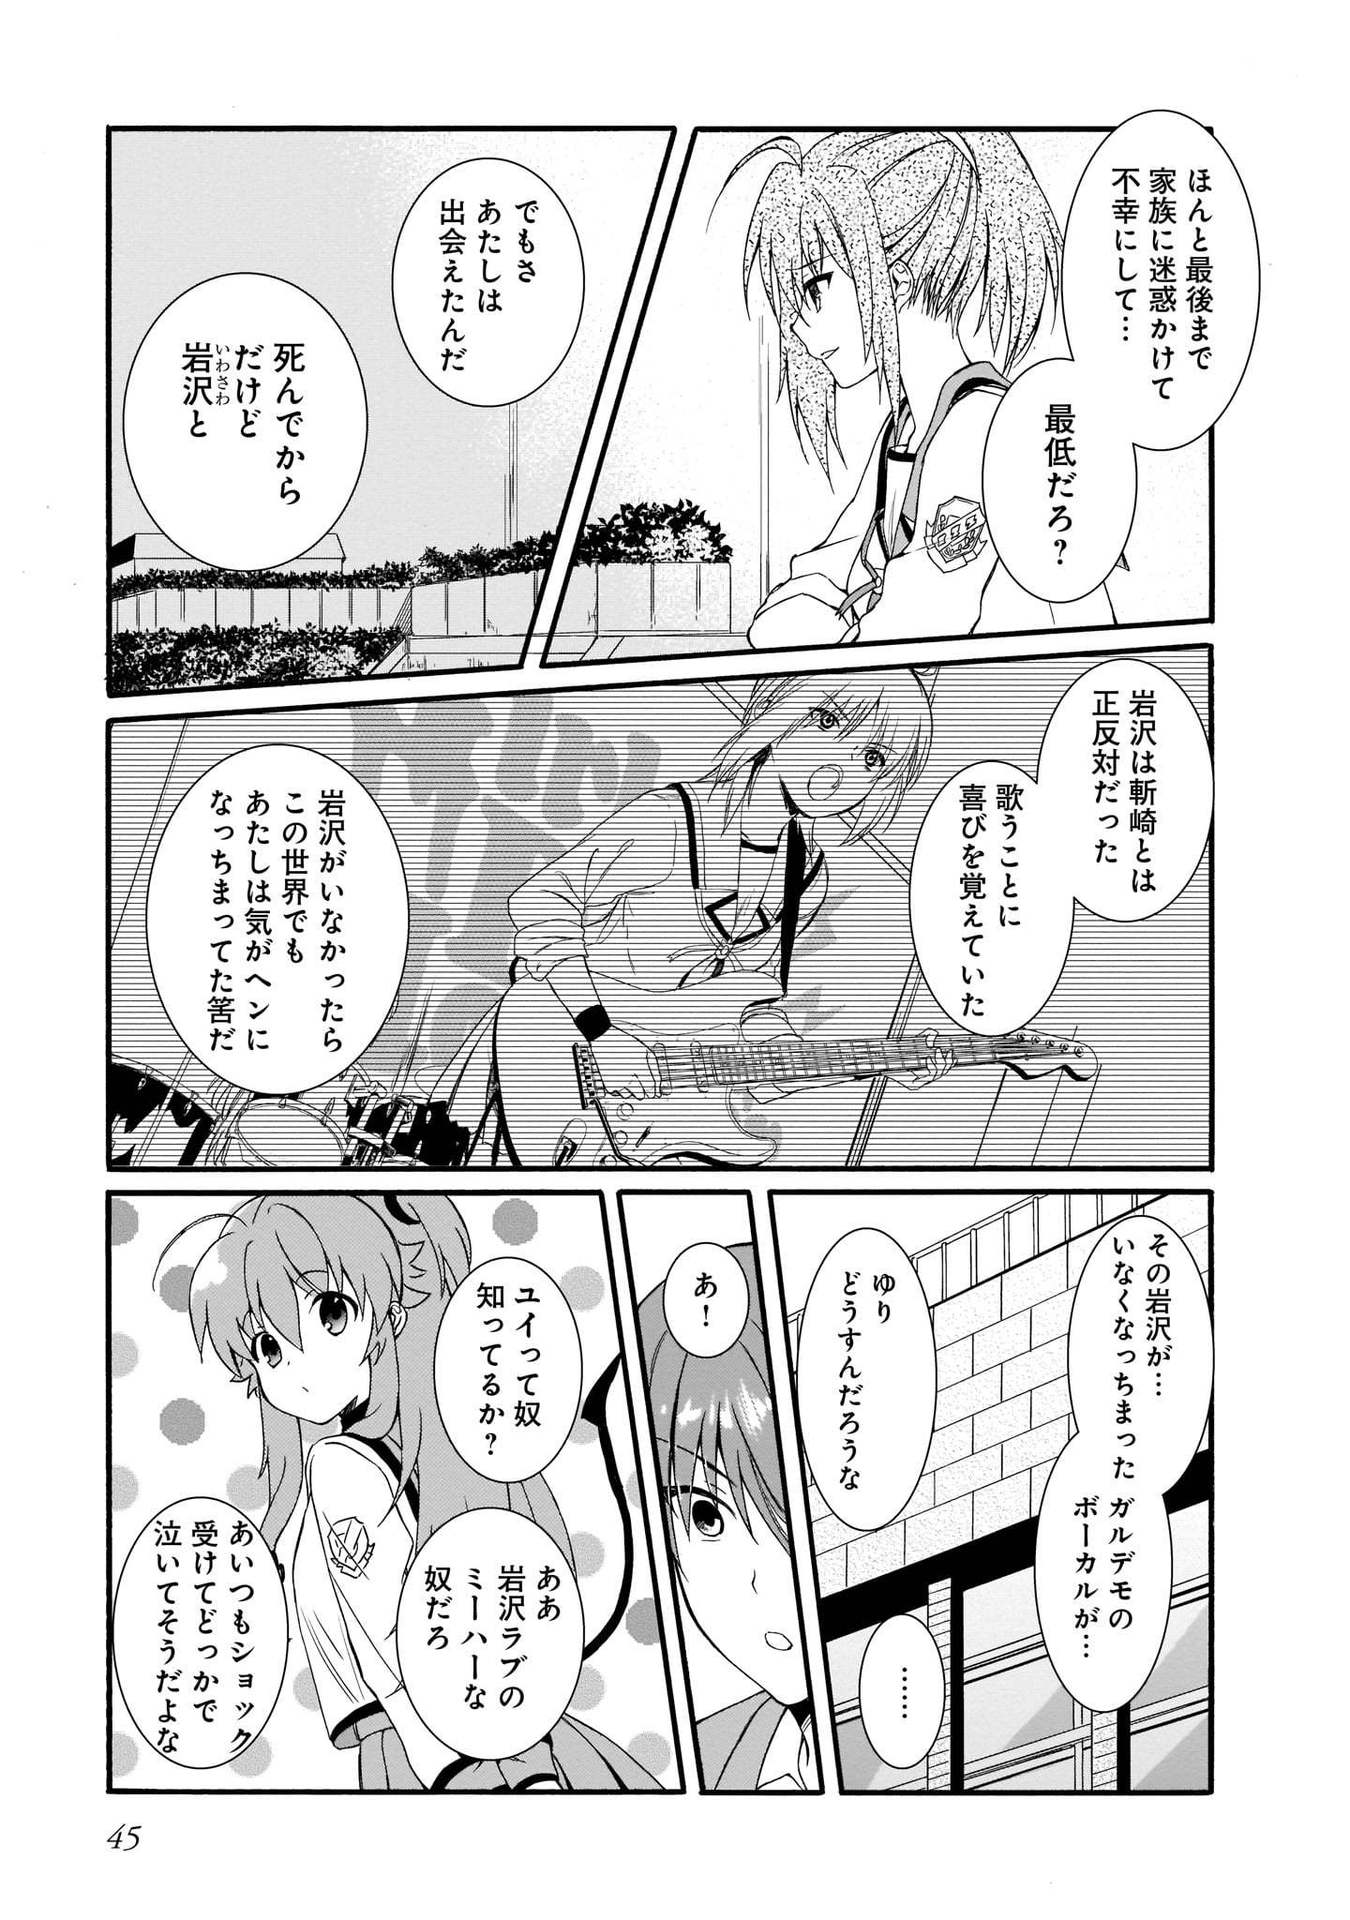 ほんと最後まで
家族に迷惑かけて
不幸にして…
最低だろ？
でもさ
あたしは
出会えたんだ
死んでから
だけど
岩沢と
いわさわ
岩沢は斬崎とは
正反対だった
歌うことに
喜びを覚えていた
岩沢がいなかったら
この世界でも
あたしは気がヘンに
なっちまってた筈だ
その岩沢が…
いなくなっちまった
ガルデモの
ボーカルが…
ゆり
どうすんだろうな
……
あ！
ユイって奴
知ってるか？
ああ
岩沢ラブの
ミーハーな
奴だろ
あいつもショック
受けてどっかで
泣いてそうだよな
45